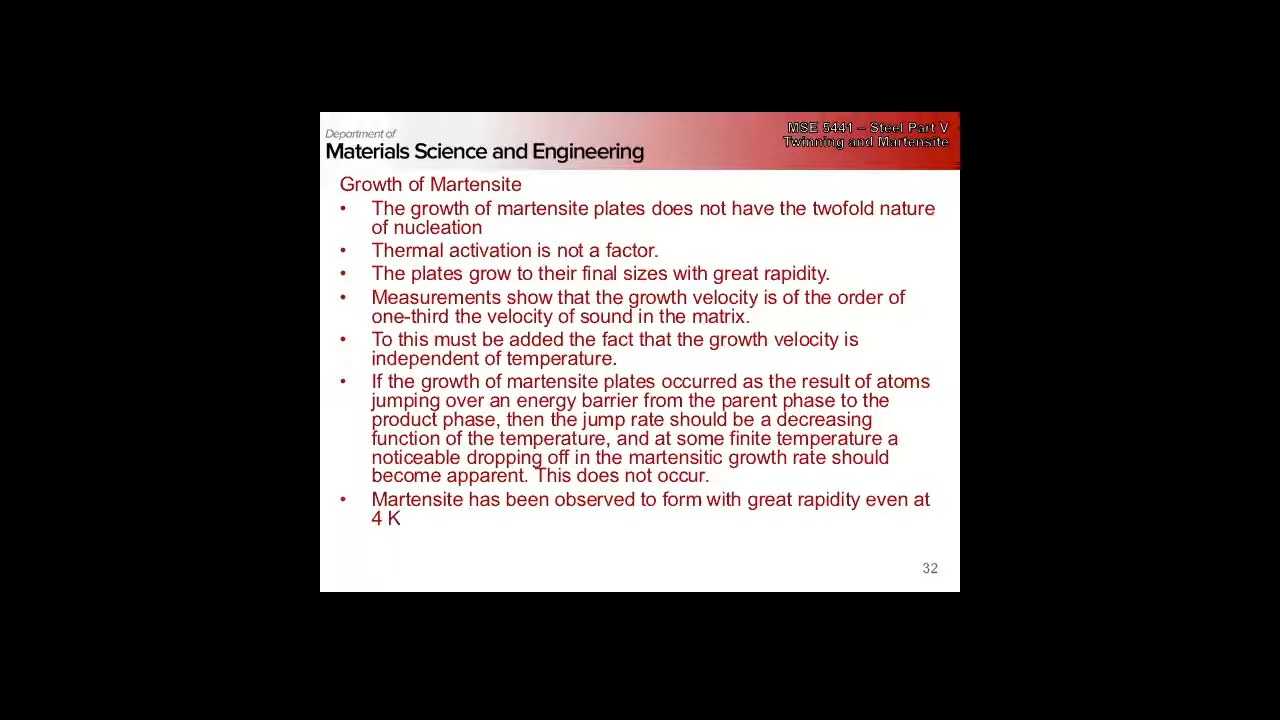 Department of
Materials Science and Engineering
MSE 5441 – Steel Part V
Twinning and Martensite
Growth of Martensite
• The growth of martensite plates does not have the twofold nature
of nucleation
• Thermal activation is not a factor.
• The plates grow to their final sizes with great rapidity.
• Measurements show that the growth velocity is of the order of
one-third the velocity of sound in the matrix.
• To this must be added the fact that the growth velocity is
independent of temperature.
• If the growth of martensite plates occurred as the result of atoms
jumping over an energy barrier from the parent phase to the
product phase, then the jump rate should be a decreasing
function of the temperature, and at some finite temperature a
noticeable dropping off in the martensitic growth rate should
become apparent. This does not occur.
• Martensite has been observed to form with great rapidity even at
4 K
32